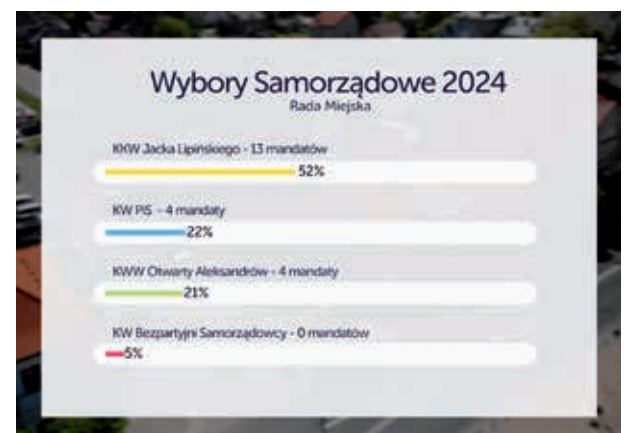 Wybory Samorządowe 2024
Rada Miejska
KKW Jacka Lipińskiego - 13 mandatów
52%
KW PiS - 4 mandaty
22%
KWW Otwarty Aleksandrów - 4 mandaty
21%
KW Bezpartyjni Samorządowcy - 0 mandatów
5%